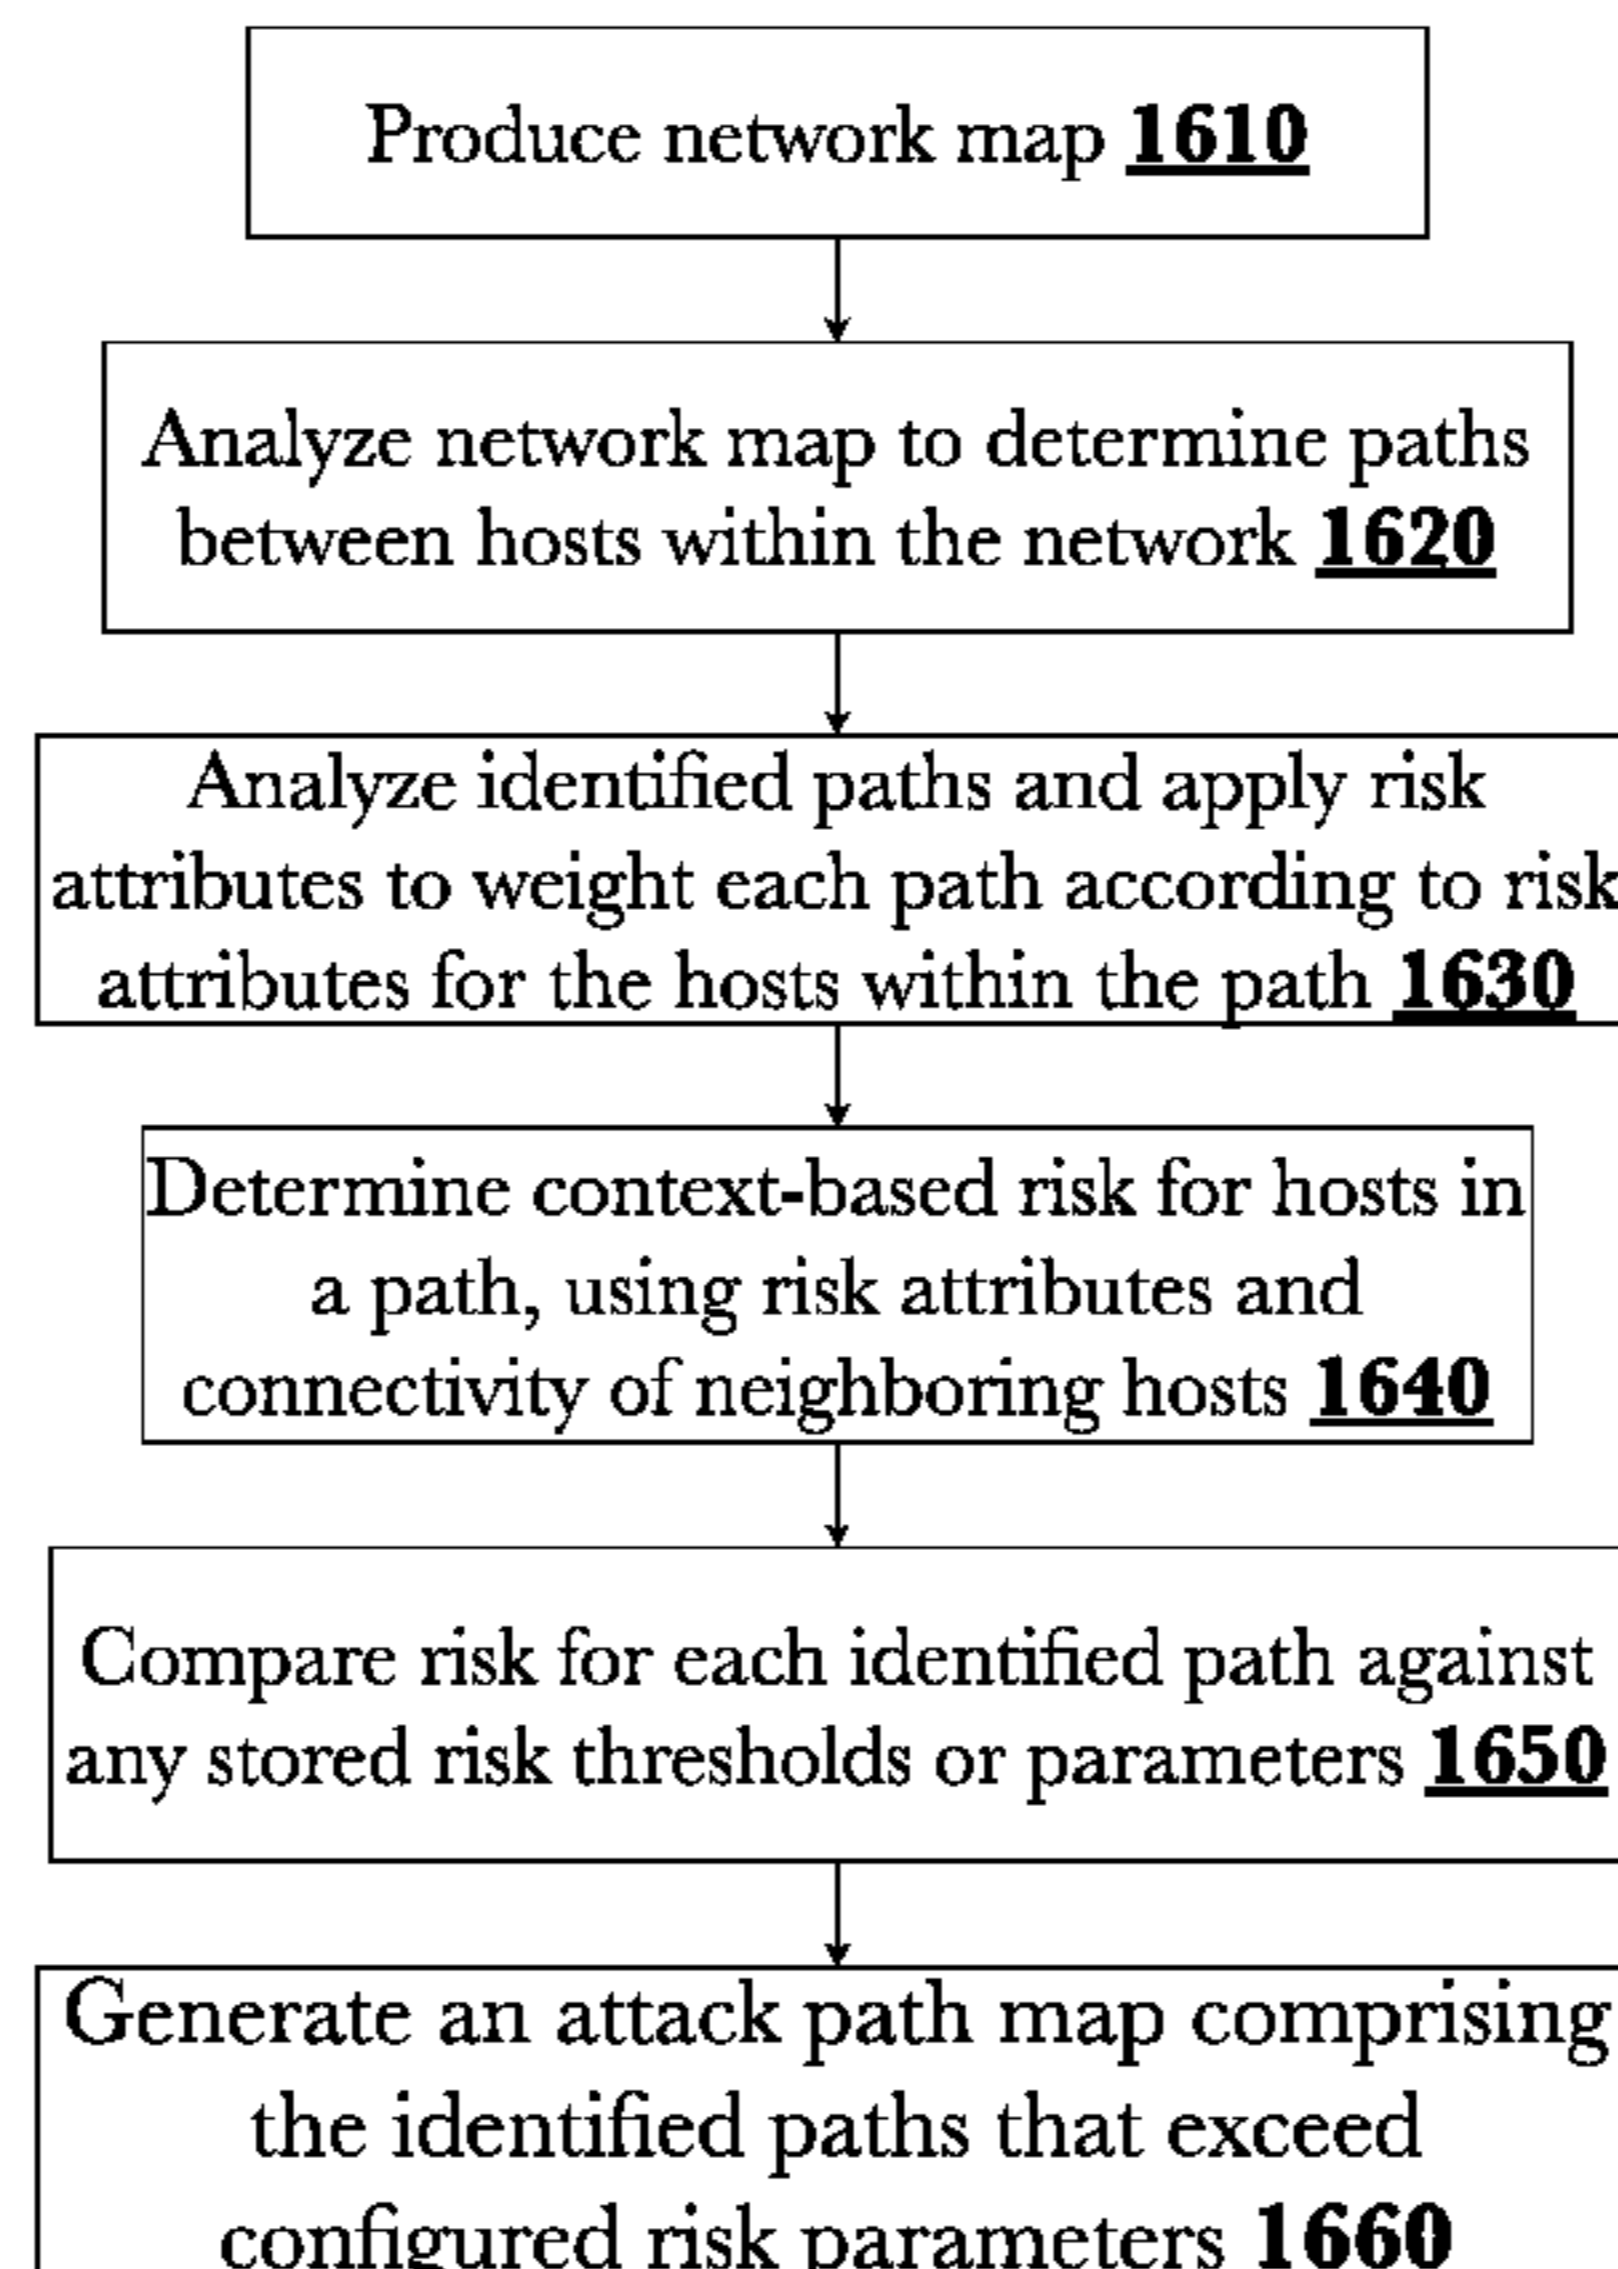 Produce network map 1610
Analyze network map to determine paths
between hosts within the network 1620
Analyze identified paths and apply risk
attributes to weight each path according to risk
attributes for the hosts within the path 1630
Determine context-based risk for hosts in
a path, using risk attributes and
connectivity of neighboring hosts 1640
Compare risk for each identified path against
any stored risk thresholds or parameters 1650
Generate an attack path map comprising
the identified paths that exceed
configured risk parameters 1660